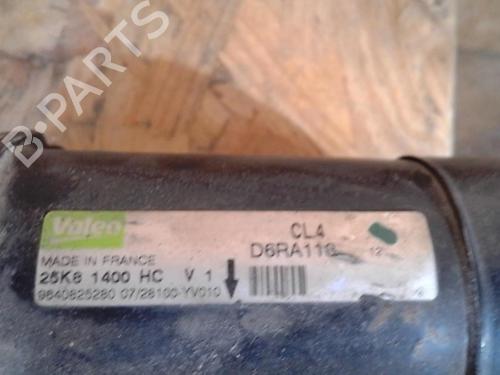 Valeo
CL4
MADE IN FRANCE
D6RA110
12
25K8 1400 HC V 1
9640825280 07/28100-YV010
B-PARTS